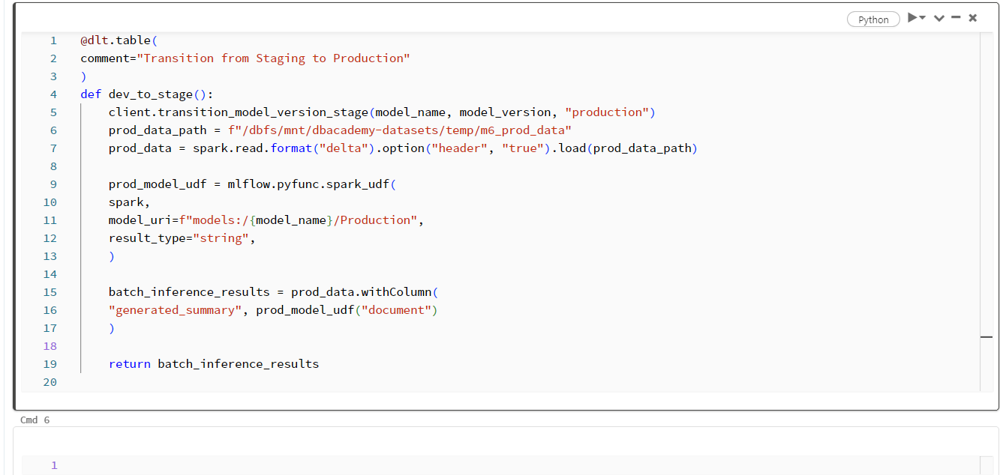 Python
1 @dlt.table(
2 comment="Transition from Staging to Production"
3 )
4 def dev_to_stage():
5 client.transition_model_version_stage(model_name, model_version, "production")
6 prod_data_path = f"/dbfs/mnt/dbacademy-datasets/temp/m6_prod_data"
7 prod_data = spark.read.format("delta").option("header", "true").load(prod_data_path)
8
9 prod_model_udf = mlflow.pyfunc.spark_udf(
10 spark,
11 model_uri=f"models:/{model_name}/Production",
12 result_type="string",
13 )
14
15 batch_inference_results = prod_data.withColumn(
16 "generated_summary", prod_model_udf("document")
17 )
18
19 return batch_inference_results
20
Cmd 6
1